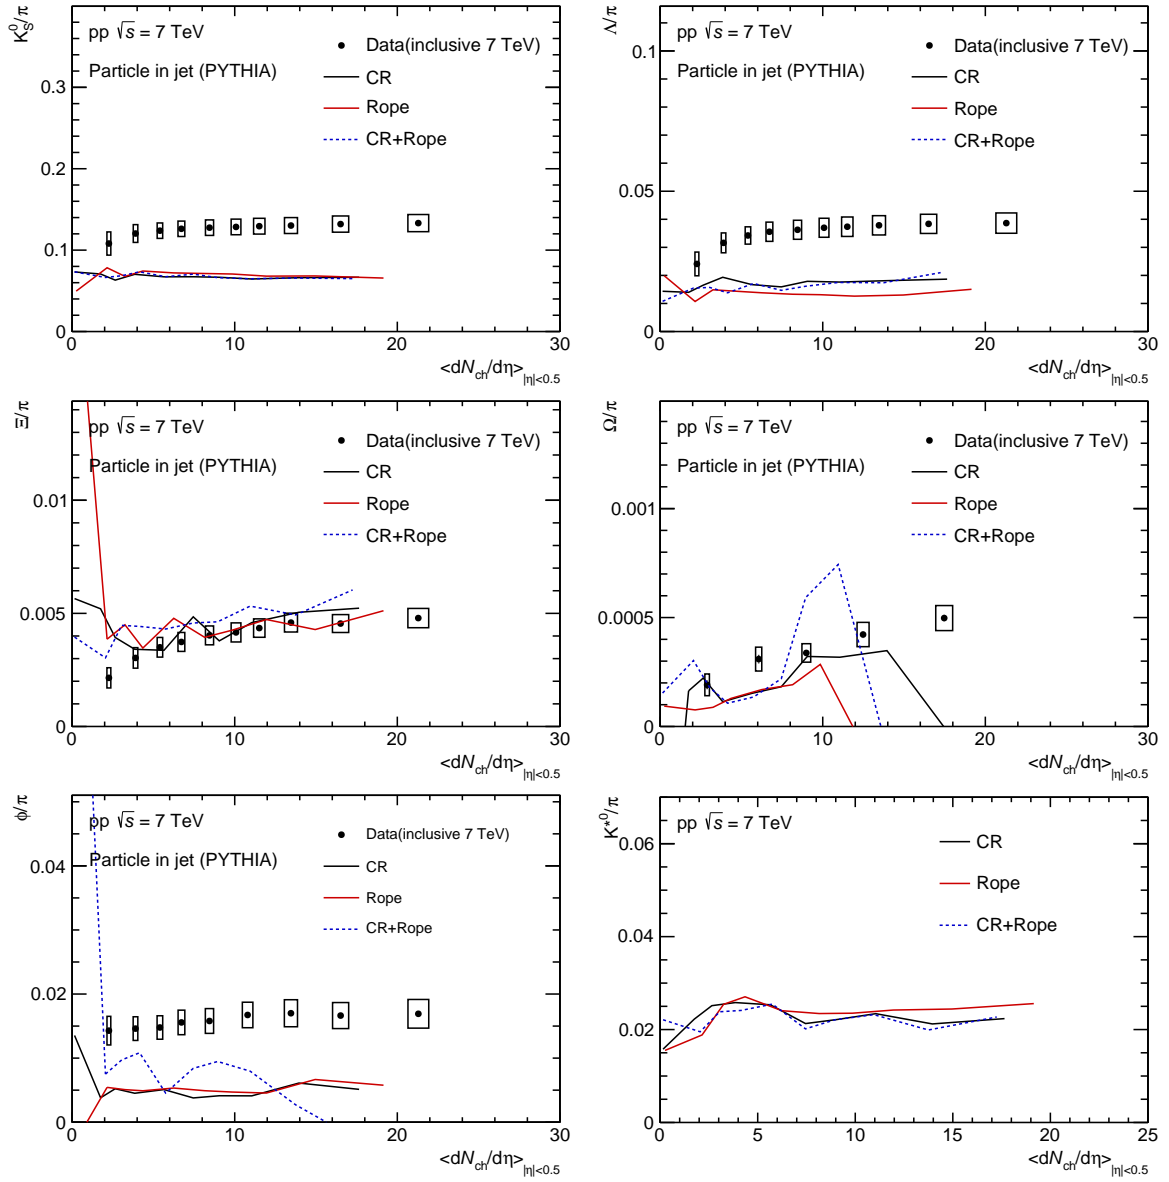 K⁰_S/π
pp √s = 7 TeV
Particle in jet (PYTHIA)
Data(inclusive 7 TeV)
CR
Rope
CR+Rope
0.3
0.2
0.1
0
0 10 20 30
<dN_ch/dη>_|η|<0.5
Λ/π
pp √s = 7 TeV
Particle in jet (PYTHIA)
Data(inclusive 7 TeV)
CR
Rope
CR+Rope
0.1
0.05
0
0 10 20 30
<dN_ch/dη>_|η|<0.5
Ξ/π
pp √s = 7 TeV
Particle in jet (PYTHIA)
Data(inclusive 7 TeV)
CR
Rope
CR+Rope
0.01
0.005
0
0 10 20 30
<dN_ch/dη>_|η|<0.5
Ω/π
pp √s = 7 TeV
Particle in jet (PYTHIA)
Data(inclusive 7 TeV)
CR
Rope
CR+Rope
0.001
0.0005
0
0 10 20 30
<dN_ch/dη>_|η|<0.5
ϕ/π
pp √s = 7 TeV
Particle in jet (PYTHIA)
Data(inclusive 7 TeV)
CR
Rope
CR+Rope
0.04
0.02
0
0 10 20 30
<dN_ch/dη>_|η|<0.5
K*⁰/π
pp √s = 7 TeV
CR
Rope
CR+Rope
0.06
0.04
0.02
0
0 5 10 15 20 25
<dN_ch/dη>_|η|<0.5